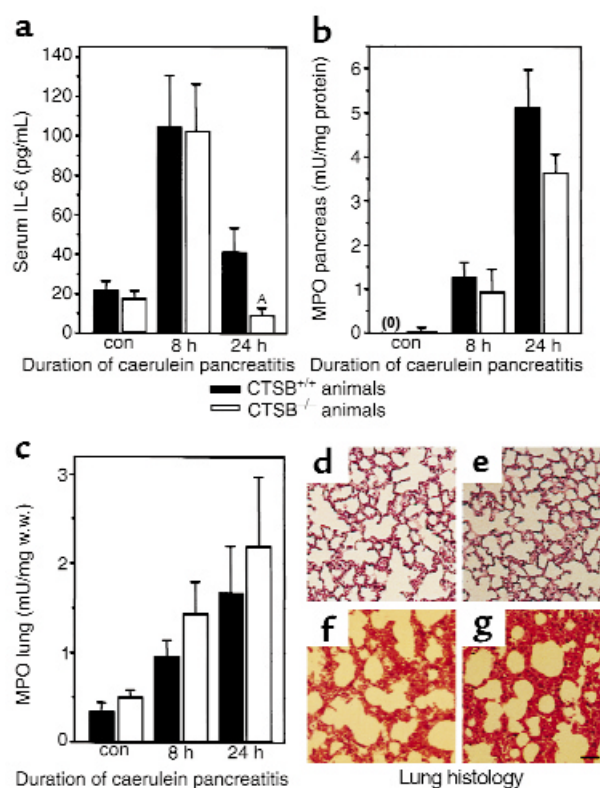 a
Serum IL-6 (pg/mL)
140
120
100
80
60
40
20
0
con
8 h
24 h
A
Duration of caerulein pancreatitis
b
MPO pancreas (mU/mg protein)
6
5
4
3
2
1
0
(0)
con
8 h
24 h
Duration of caerulein pancreatitis
CTSB+/+ animals
CTSB-/- animals
c
MPO lung (mU/mg w.w.)
3
2
1
0
con
8 h
24 h
Duration of caerulein pancreatitis
d
e
f
g
Lung histology